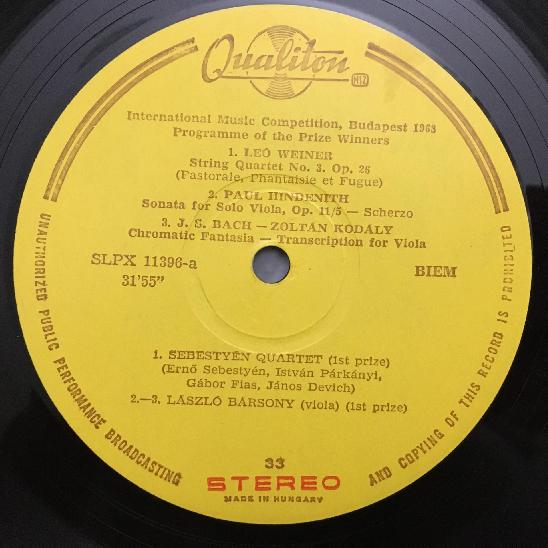 Qualiton
MHV
International Music Competition, Budapest 1963
Programme of the Prize Winners
1. LEÓ WEINER
String Quartet No. 3. Op. 26
(Pastorale, Phantaisie et Fugue)
2. PAUL HINDENITH
Sonata for Solo Viola, Op. 11/5 — Scherzo
3. J. S. BACH — ZOLTÁN KODÁLY
Chromatic Fantasia — Transcription for Viola
SLPX 11396-a
31'55”
BIEM
1. SEBESTYÉN QUARTET (1st prize)
(Ernő Sebestyén, István Párkányi,
Gábor Fias, János Devich)
2.—3. LÁSZLÓ BÁRSONY (viola) (1st prize)
33
STEREO
MADE IN HUNGARY
UNAUTHORIZED PUBLIC PERFORMANCE BROADCASTING AND COPYING OF THIS RECORD IS PROHIBITED